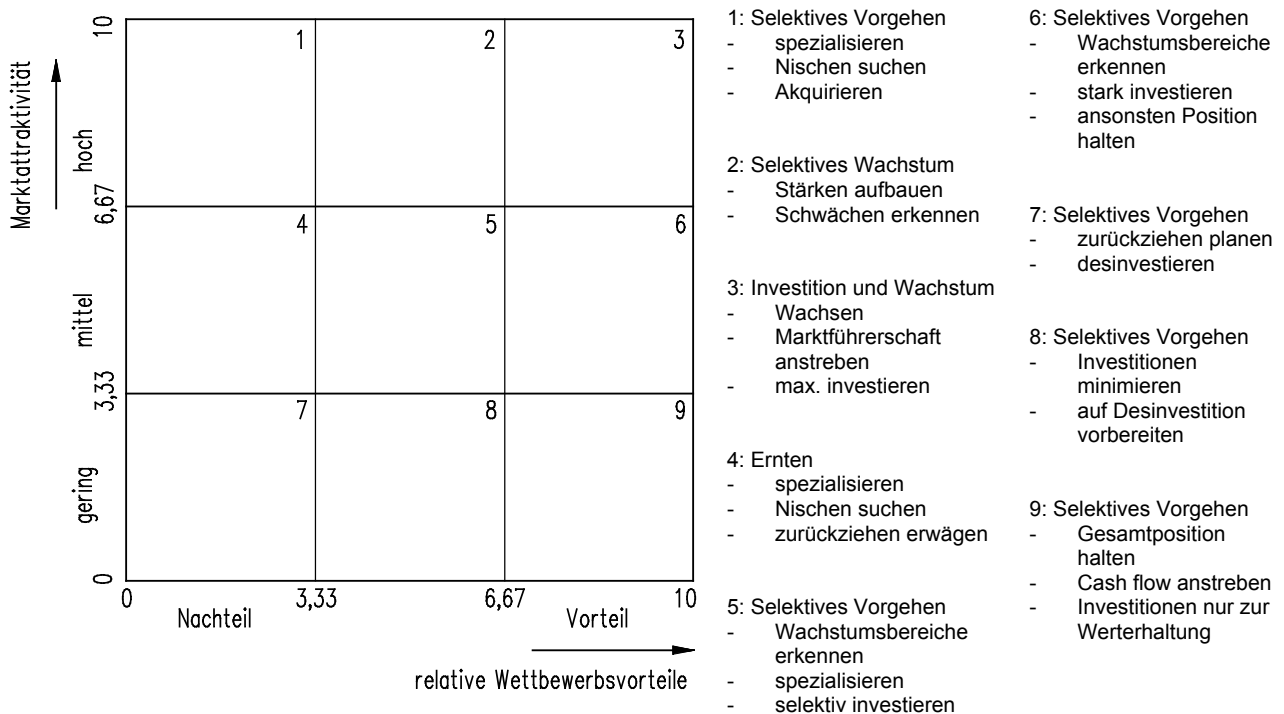 10
Marktattraktivität
hoch
6,67
mittel
3,33
gering
0
1
2
3
4
5
6
7
8
9
0
Nachteil
3,33
6,67
Vorteil
10
relative Wettbewerbsvorteile
1: Selektives Vorgehen
- spezialisieren
- Nischen suchen
- Akquirieren
2: Selektives Wachstum
- Stärken aufbauen
- Schwächen erkennen
3: Investition und Wachstum
- Wachsen
- Marktführerschaft
anstreben
- max. investieren
4: Ernten
- spezialisieren
- Nischen suchen
- zurückziehen erwägen
5: Selektives Vorgehen
- Wachstumsbereiche
erkennen
- spezialisieren
- selektiv investieren
6: Selektives Vorgehen
- Wachstumsbereiche
erkennen
- stark investieren
- ansonsten Position
halten
7: Selektives Vorgehen
- zurückziehen planen
- desinvestieren
8: Selektives Vorgehen
- Investitionen
minimieren
- auf Desinvestition
vorbereiten
9: Selektives Vorgehen
- Gesamtposition
halten
- Cash flow anstreben
- Investitionen nur zur
Werterhaltung